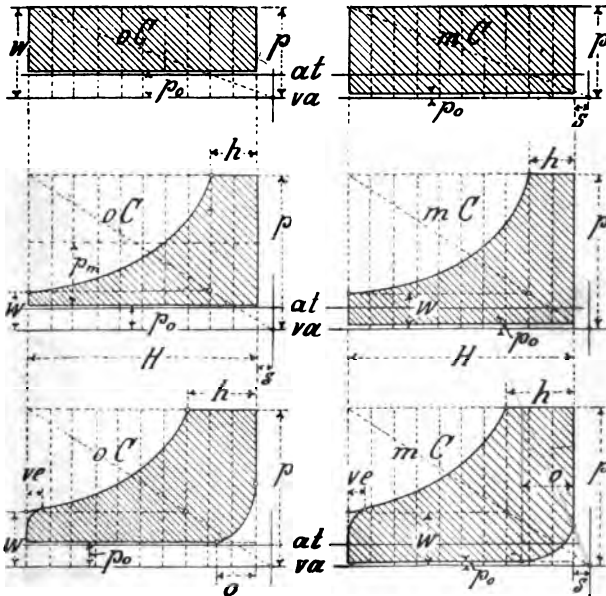 w oC p mC p
at
p₀ va p₀ s
h h
oC p mC p
pₘ
w at w
p₀ va p₀
H s H
h h
oC p mC p
ve ve o
w at w
p₀ va p₀ s
o